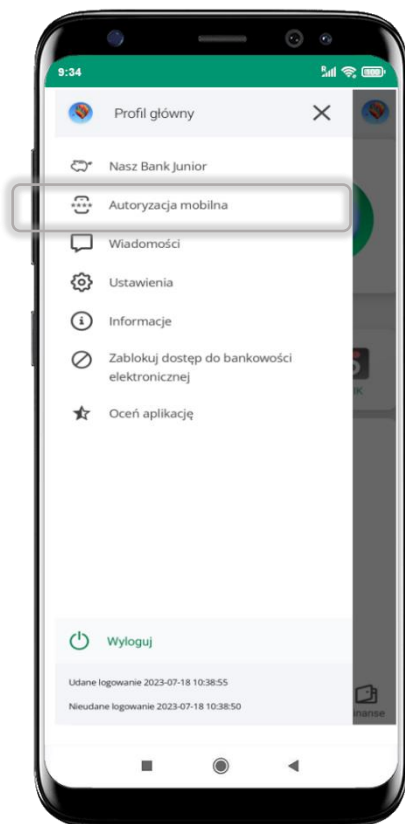 9:34
Profil główny
Nasz Bank Junior
Autoryzacja mobilna
Wiadomości
Ustawienia
Informacje
Zablokuj dostęp do bankowości
elektronicznej
Oceń aplikację
Wyloguj
Udane logowanie 2023-07-18 10:38:55
Nieudane logowanie 2023-07-18 10:38:50